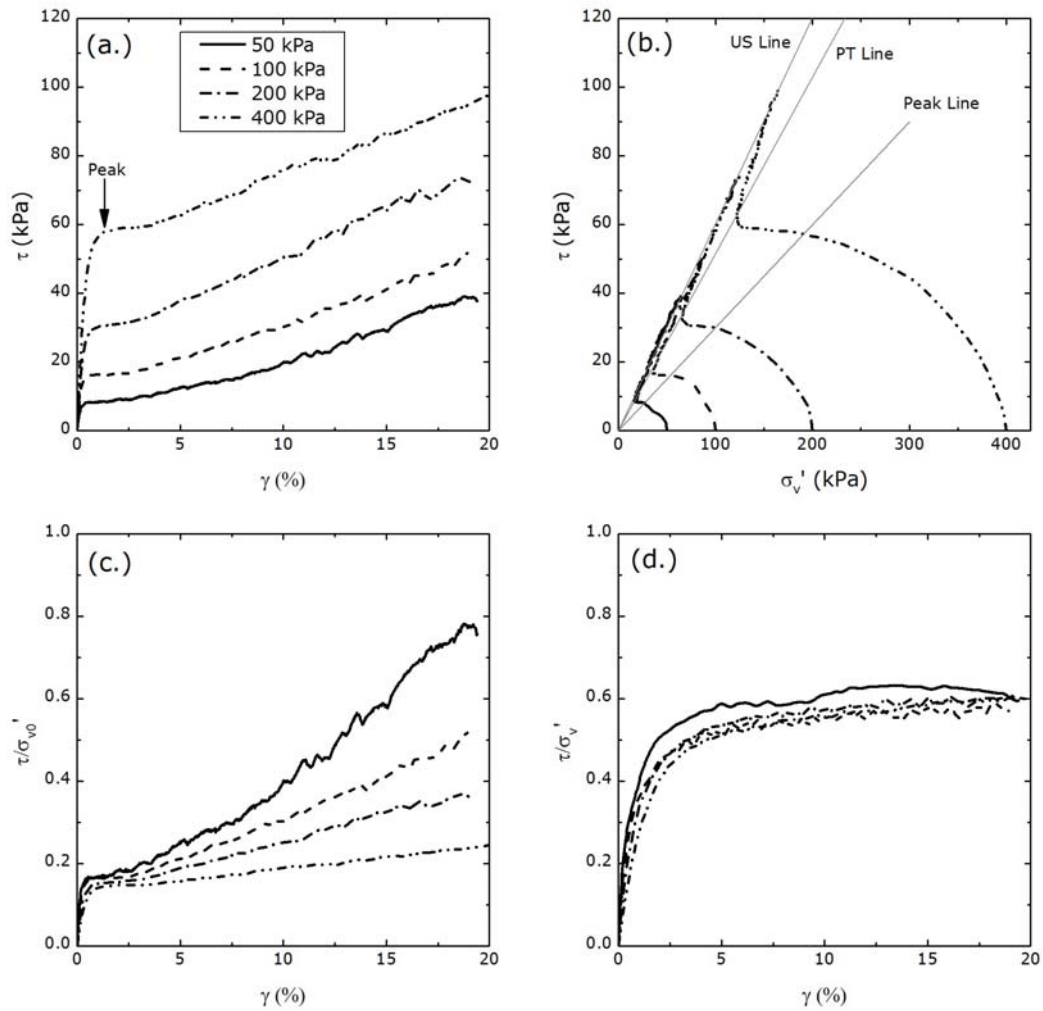 (a.)
50 kPa
100 kPa
200 kPa
400 kPa
Peak
120
100
80
60
40
20
0
τ (kPa)
0 5 10 15 20
γ (%)
(b.)
US Line
PT Line
Peak Line
120
100
80
60
40
20
0
τ (kPa)
0 50 100 150 200 250 300 350 400
σv' (kPa)
(c.)
1.0
0.8
0.6
0.4
0.2
0.0
τ/σv0'
0 5 10 15 20
γ (%)
(d.)
1.0
0.8
0.6
0.4
0.2
0.0
τ/σv'
0 5 10 15 20
γ (%)